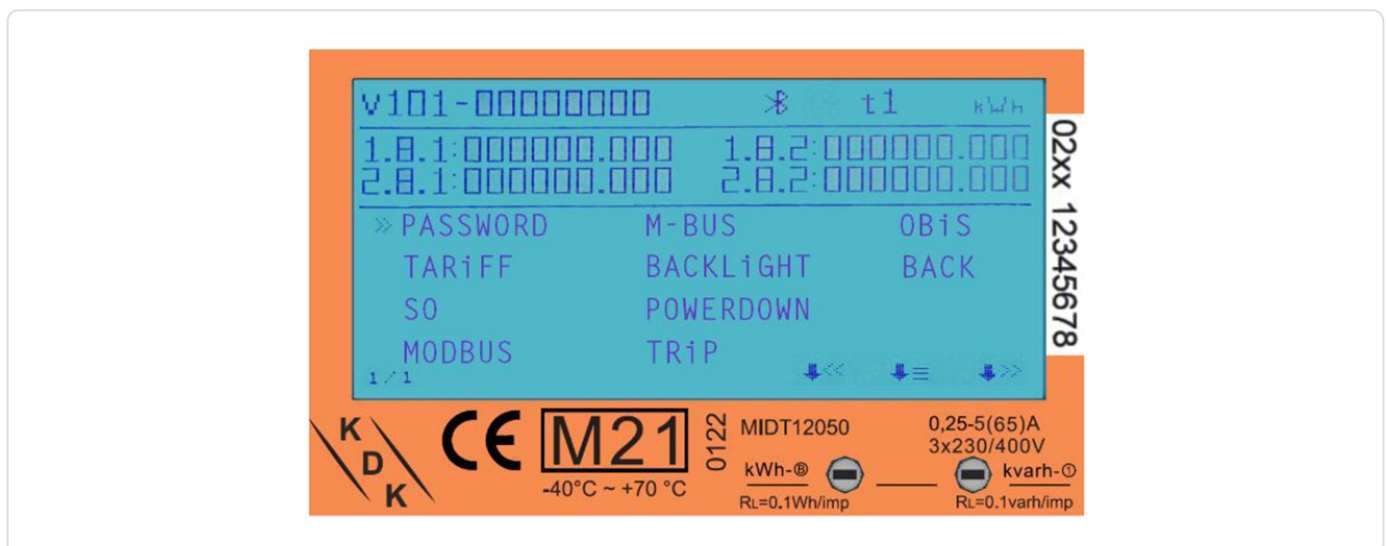 V101-00000000 t1 kWh
1.8.1:000000.000 1.8.2:000000.000
2.8.1:000000.000 2.8.2:000000.000
» PASSWORD M-BUS OBiS
TARiFF BACKLiGHT BACK
SO POWERDOWN
MODBUS TRiP
1/1 << ≡ >>
02xx 12345678
KDK
CE M21 0122
-40°C ~ +70 °C
MIDT12050
0,25-5(65)A
3x230/400V
kWh-Ⓑ kvarh-①
RL=0.1Wh/imp RL=0.1varh/imp